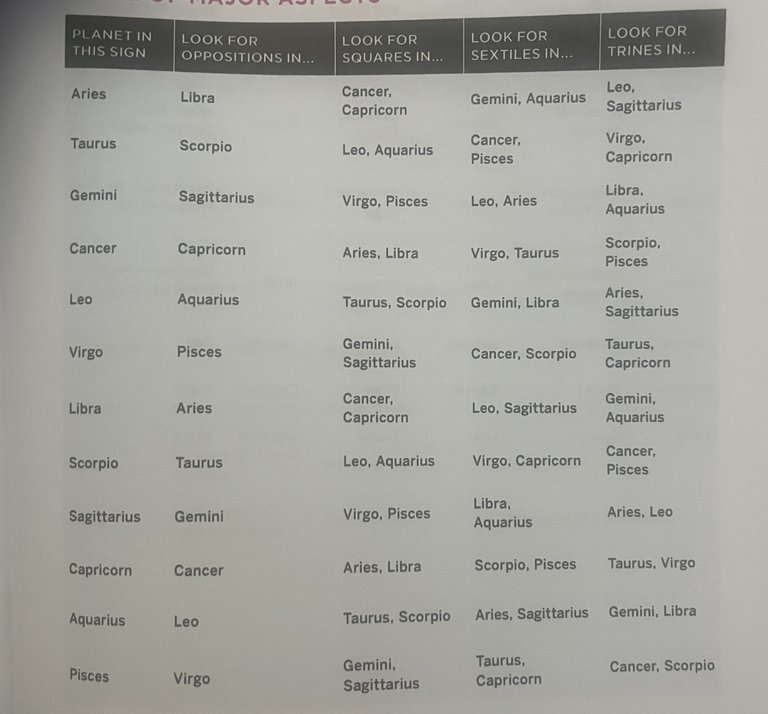 OF MAJOR ASPECTS
PLANET IN
THIS SIGN
LOOK FOR
OPPOSITIONS IN...
LOOK FOR
SQUARES IN...
LOOK FOR
SEXTILES IN...
LOOK FOR
TRINES IN...
Aries
Libra
Cancer,
Capricorn
Gemini, Aquarius
Leo,
Sagittarius
Taurus
Scorpio
Leo, Aquarius
Cancer,
Pisces
Virgo,
Capricorn
Gemini
Sagittarius
Virgo, Pisces
Leo, Aries
Libra,
Aquarius
Cancer
Capricorn
Aries, Libra
Virgo, Taurus
Scorpio,
Pisces
Leo
Aquarius
Taurus, Scorpio
Gemini, Libra
Aries,
Sagittarius
Virgo
Pisces
Gemini,
Sagittarius
Cancer, Scorpio
Taurus,
Capricorn
Libra
Aries
Cancer,
Capricorn
Leo, Sagittarius
Gemini,
Aquarius
Scorpio
Taurus
Leo, Aquarius
Virgo, Capricorn
Cancer,
Pisces
Sagittarius
Gemini
Virgo, Pisces
Libra,
Aquarius
Aries, Leo
Capricorn
Cancer
Aries, Libra
Scorpio, Pisces
Taurus, Virgo
Aquarius
Leo
Taurus, Scorpio
Aries, Sagittarius
Gemini, Libra
Pisces
Virgo
Gemini,
Sagittarius
Taurus,
Capricorn
Cancer, Scorpio